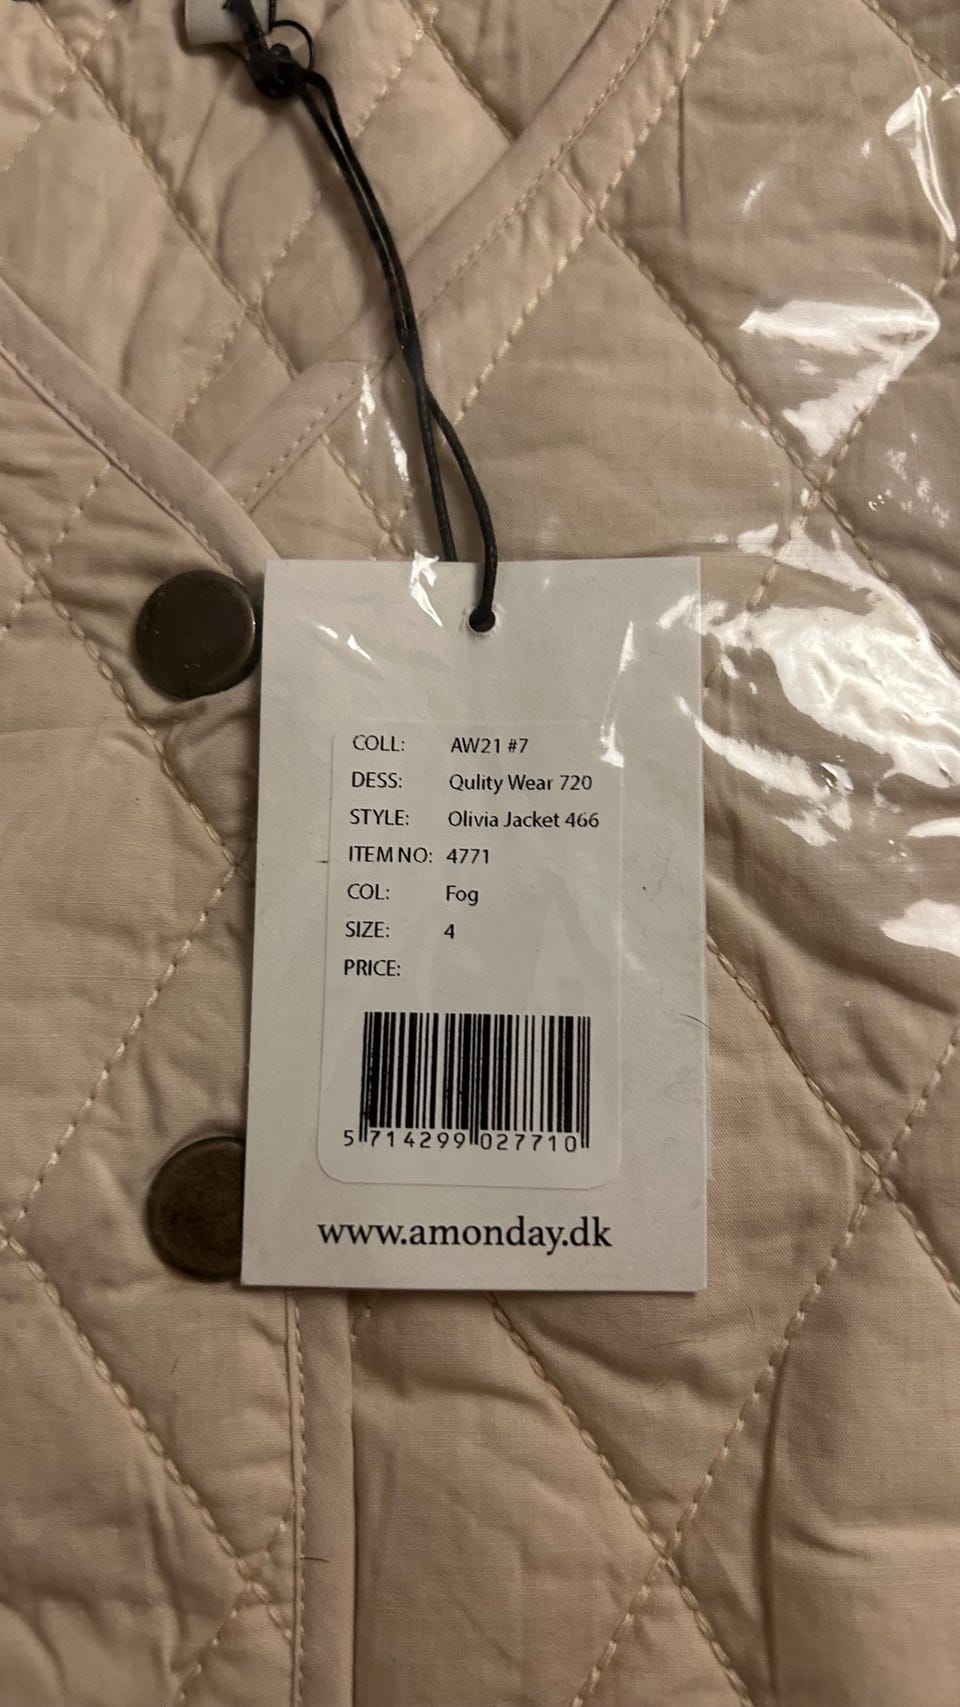 COLL: AW21 #7
DESS: Qulity Wear 720
STYLE: Olivia Jacket 466
ITEM NO: 4771
COL: Fog
SIZE: 4
PRICE:
5 714299 027710
www.amonday.dk